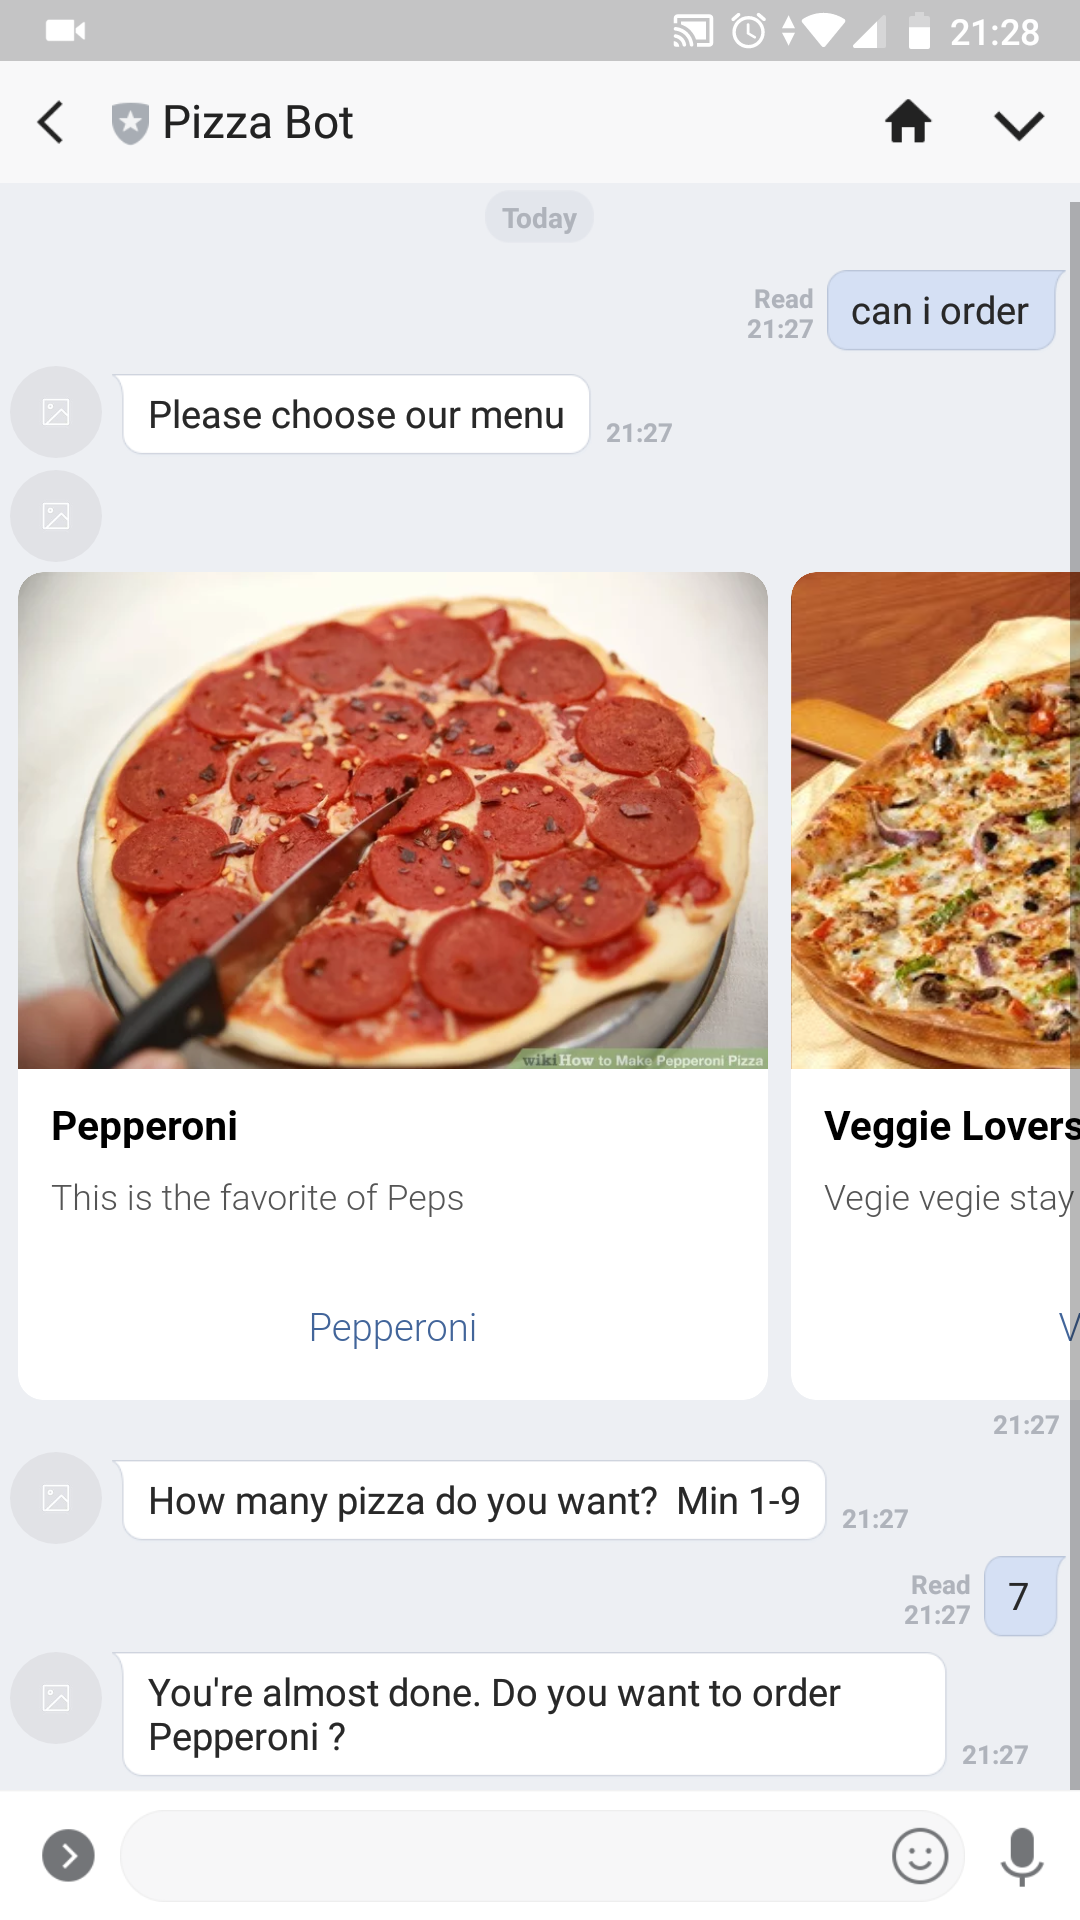 21:28
Pizza Bot
Today
can i order
Read
21:27
Please choose our menu
21:27
wikiHow to Make Pepperoni Pizza
Pepperoni
This is the favorite of Peps
Pepperoni
Veggie Lovers
Vegie vegie stay
V
21:27
How many pizza do you want?  Min 1-9
21:27
7
Read
21:27
You're almost done. Do you want to order
Pepperoni ?
21:27